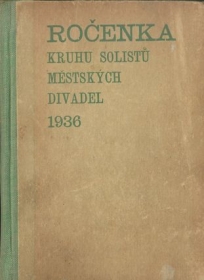 ROČENKA
KRUHU SOLISTŮ
MĚSTSKÝCH
DIVADEL
1936